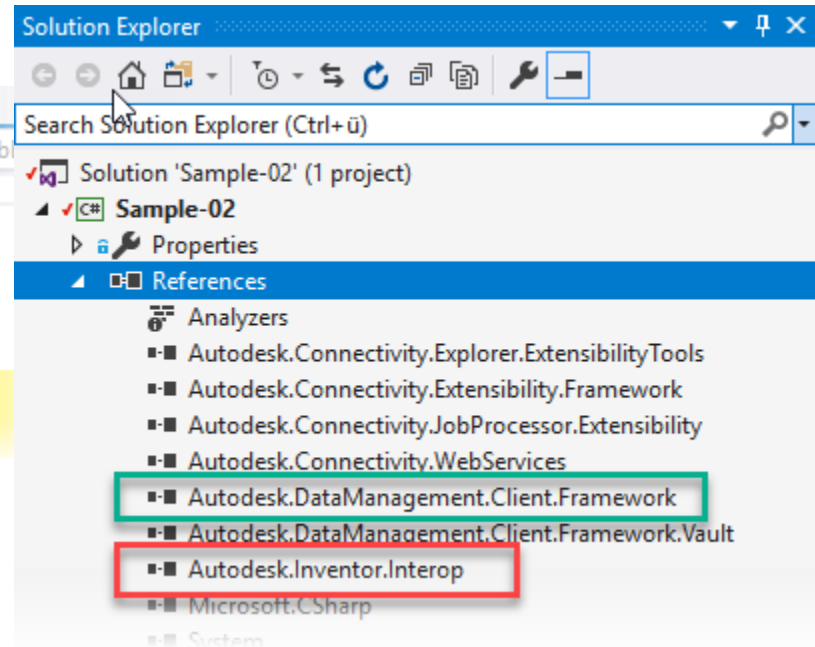 Solution Explorer
Search Solution Explorer (Ctrl+ü)
Solution 'Sample-02' (1 project)
C# Sample-02
Properties
References
Analyzers
Autodesk.Connectivity.Explorer.ExtensibilityTools
Autodesk.Connectivity.Extensibility.Framework
Autodesk.Connectivity.JobProcessor.Extensibility
Autodesk.Connectivity.WebServices
Autodesk.DataManagement.Client.Framework
Autodesk.DataManagement.Client.Framework.Vault
Autodesk.Inventor.Interop
Microsoft.CSharp
System